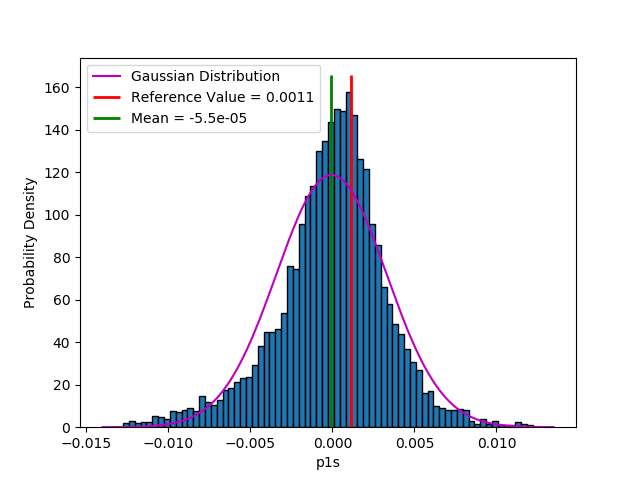 Gaussian Distribution
Reference Value = 0.0011
Mean = -5.5e-05
160
140
120
100
80
60
40
20
0
Probability Density
−0.015 −0.010 −0.005 0.000 0.005 0.010
p1s